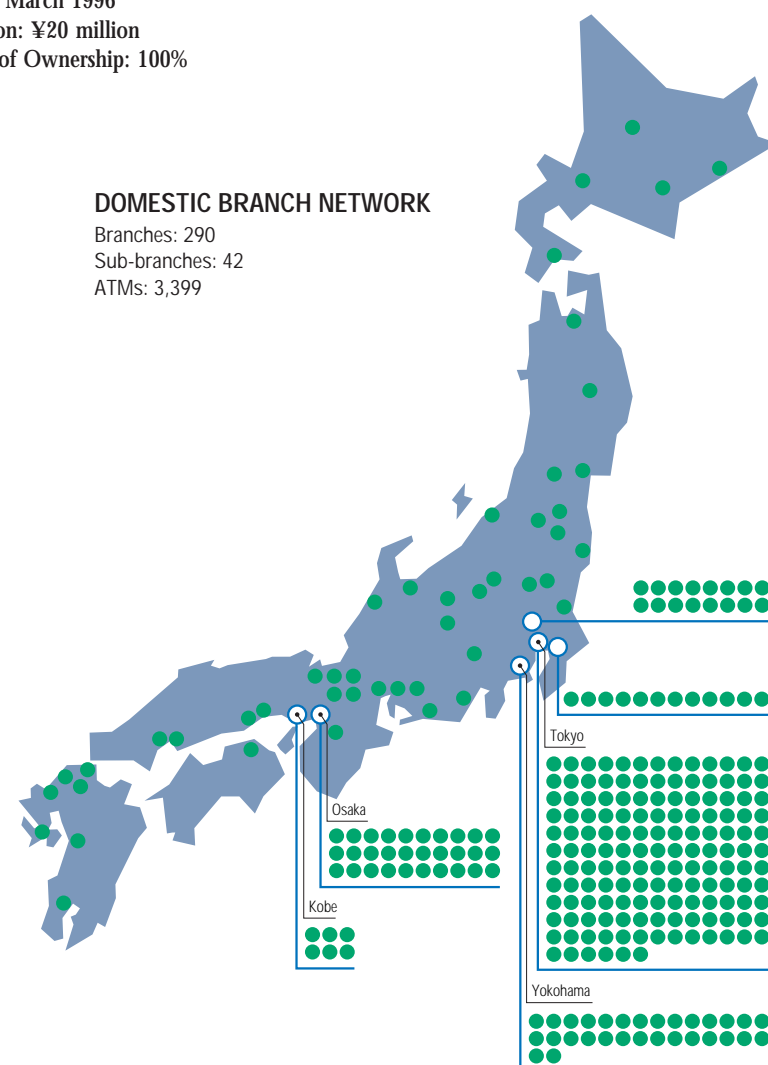 March 1996
on: ¥20 million
of Ownership: 100%
DOMESTIC BRANCH NETWORK
Branches: 290
Sub-branches: 42
ATMs: 3,399
Tokyo
Osaka
Kobe
Yokohama